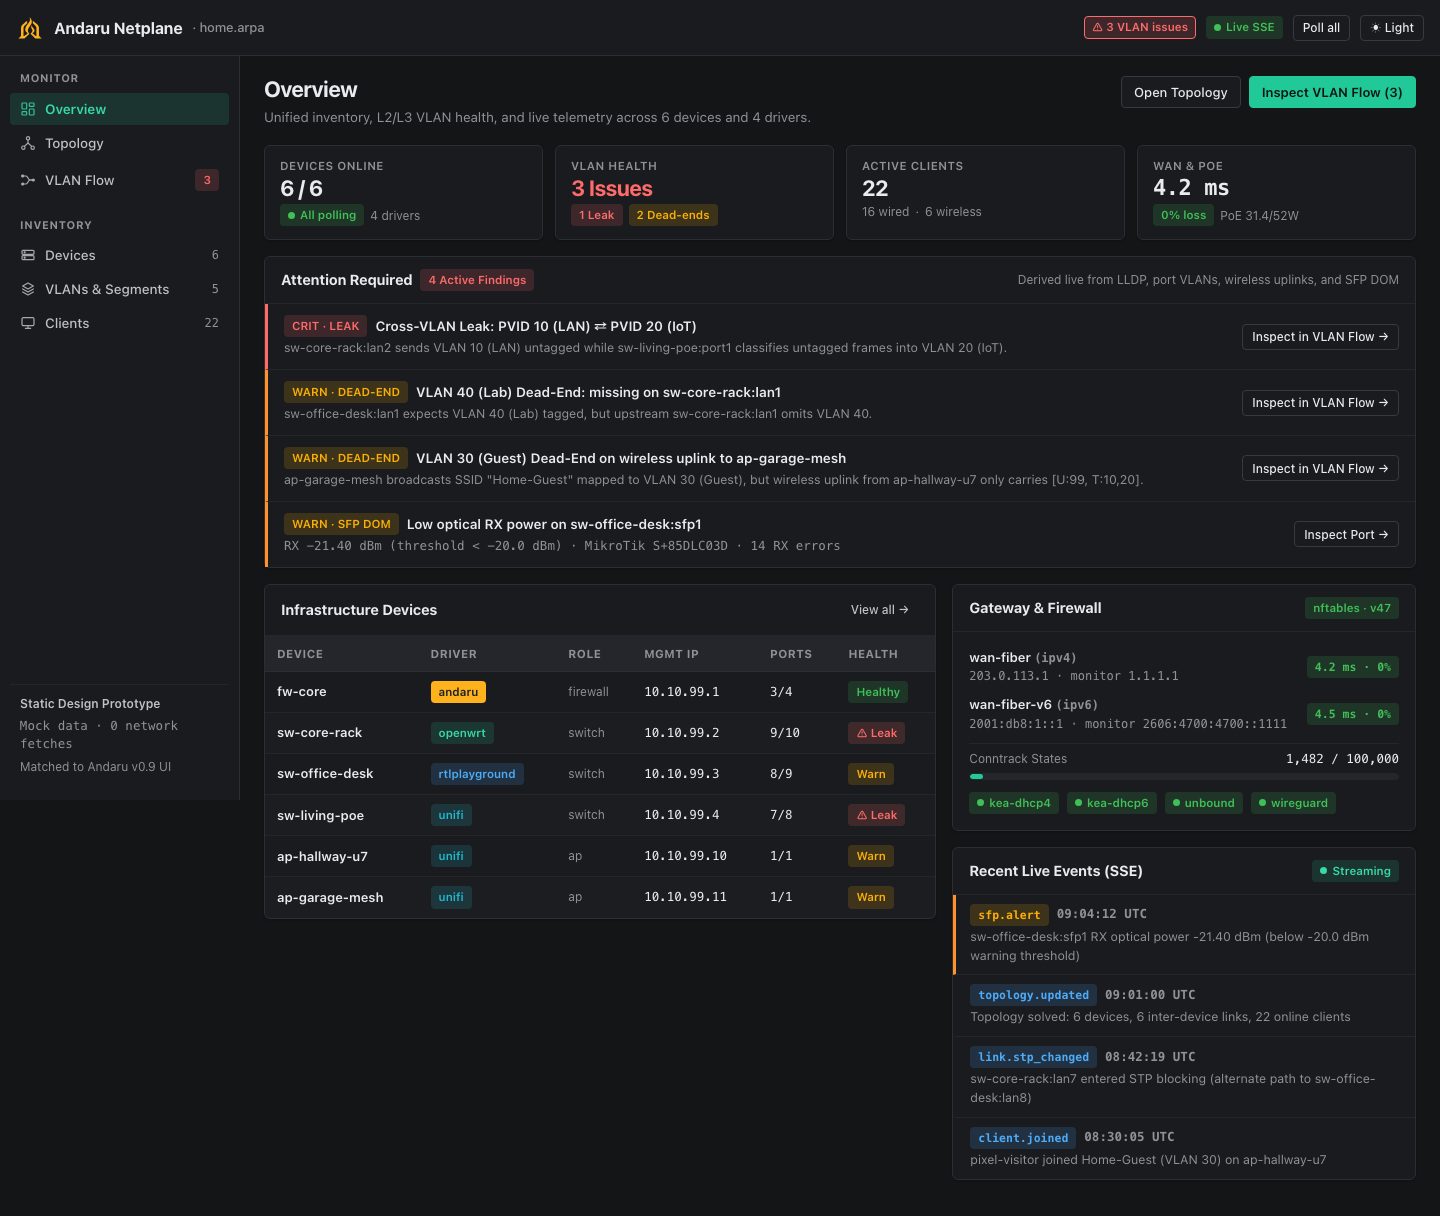 Andaru Netplane · home.arpa
3 VLAN issues
Live SSE
Poll all
Light
MONITOR
Overview
Topology
VLAN Flow 3
INVENTORY
Devices 6
VLANs & Segments 5
Clients 22
Static Design Prototype
Mock data · 0 network
fetches
Matched to Andaru v0.9 UI
Overview
Unified inventory, L2/L3 VLAN health, and live telemetry across 6 devices and 4 drivers.
Open Topology
Inspect VLAN Flow (3)
DEVICES ONLINE
6 / 6
All polling 4 drivers
VLAN HEALTH
3 Issues
1 Leak 2 Dead-ends
ACTIVE CLIENTS
22
16 wired · 6 wireless
WAN & POE
4.2 ms
0% loss PoE 31.4/52W
Attention Required 4 Active Findings
Derived live from LLDP, port VLANs, wireless uplinks, and SFP DOM
CRIT · LEAK Cross-VLAN Leak: PVID 10 (LAN) ⇄ PVID 20 (IoT)
sw-core-rack:lan2 sends VLAN 10 (LAN) untagged while sw-living-poe:port1 classifies untagged frames into VLAN 20 (IoT).
Inspect in VLAN Flow →
WARN · DEAD-END VLAN 40 (Lab) Dead-End: missing on sw-core-rack:lan1
sw-office-desk:lan1 expects VLAN 40 (Lab) tagged, but upstream sw-core-rack:lan1 omits VLAN 40.
Inspect in VLAN Flow →
WARN · DEAD-END VLAN 30 (Guest) Dead-End on wireless uplink to ap-garage-mesh
ap-garage-mesh broadcasts SSID "Home-Guest" mapped to VLAN 30 (Guest), but wireless uplink from ap-hallway-u7 only carries [U:99, T:10,20].
Inspect in VLAN Flow →
WARN · SFP DOM Low optical RX power on sw-office-desk:sfp1
RX −21.40 dBm (threshold < −20.0 dBm) · MikroTik S+85DLC03D · 14 RX errors
Inspect Port →
Infrastructure Devices
View all →
DEVICE DRIVER ROLE MGMT IP PORTS HEALTH
fw-core andaru firewall 10.10.99.1 3/4 Healthy
sw-core-rack openwrt switch 10.10.99.2 9/10 Leak
sw-office-desk rtlplayground switch 10.10.99.3 8/9 Warn
sw-living-poe unifi switch 10.10.99.4 7/8 Leak
ap-hallway-u7 unifi ap 10.10.99.10 1/1 Warn
ap-garage-mesh unifi ap 10.10.99.11 1/1 Warn
Gateway & Firewall
nftables · v47
wan-fiber (ipv4)
203.0.113.1 · monitor 1.1.1.1
4.2 ms · 0%
wan-fiber-v6 (ipv6)
2001:db8:1::1 · monitor 2606:4700:4700::1111
4.5 ms · 0%
Conntrack States 1,482 / 100,000
kea-dhcp4 kea-dhcp6 unbound wireguard
Recent Live Events (SSE)
Streaming
sfp.alert 09:04:12 UTC
sw-office-desk:sfp1 RX optical power -21.40 dBm (below -20.0 dBm
warning threshold)
topology.updated 09:01:00 UTC
Topology solved: 6 devices, 6 inter-device links, 22 online clients
link.stp_changed 08:42:19 UTC
sw-core-rack:lan7 entered STP blocking (alternate path to sw-office-
desk:lan8)
client.joined 08:30:05 UTC
pixel-visitor joined Home-Guest (VLAN 30) on ap-hallway-u7